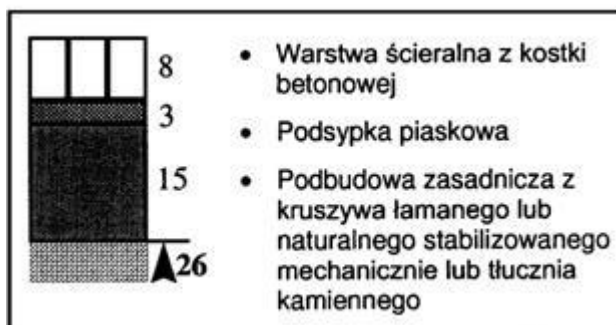 8
3
15
26
• Warstwa ścieralna z kostki
betonowej
• Podsypka piaskowa
• Podbudowa zasadnicza z
kruszywa łamanego lub
naturalnego stabilizowanego
mechanicznie lub tłucznia
kamiennego